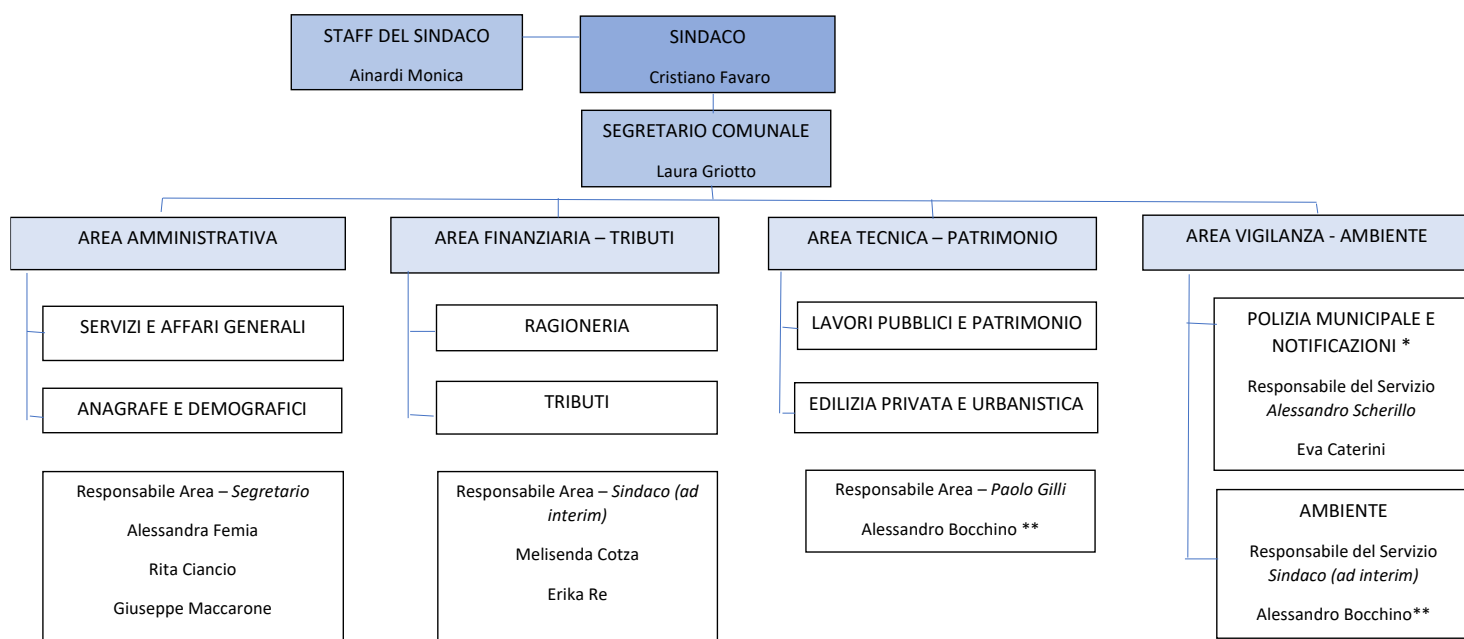 STAFF DEL SINDACO
Ainardi Monica
SINDACO
Cristiano Favaro
SEGRETARIO COMUNALE
Laura Griotto
AREA AMMINISTRATIVA
SERVIZI E AFFARI GENERALI
ANAGRAFE E DEMOGRAFICI
Responsabile Area – Segretario
Alessandra Femia
Rita Ciancio
Giuseppe Maccarone
AREA FINANZIARIA – TRIBUTI
RAGIONERIA
TRIBUTI
Responsabile Area – Sindaco (ad
interim)
Melisenda Cotza
Erika Re
AREA TECNICA – PATRIMONIO
LAVORI PUBBLICI E PATRIMONIO
EDILIZIA PRIVATA E URBANISTICA
Responsabile Area – Paolo Gilli
Alessandro Bocchino **
AREA VIGILANZA - AMBIENTE
POLIZIA MUNICIPALE E
NOTIFICAZIONI *
Responsabile del Servizio
Alessandro Scherillo
Eva Caterini
AMBIENTE
Responsabile del Servizio
Sindaco (ad interim)
Alessandro Bocchino**